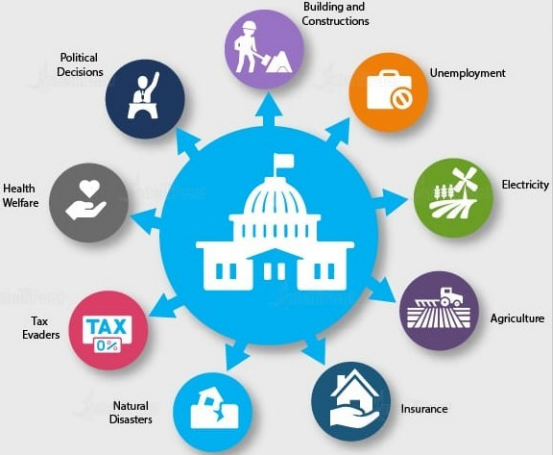 Building and
Constructions
Political
Decisions
Unemployment
Health
Welfare
Electricity
Tax
Evaders
TAX
0%
Agriculture
Natural
Disasters
Insurance